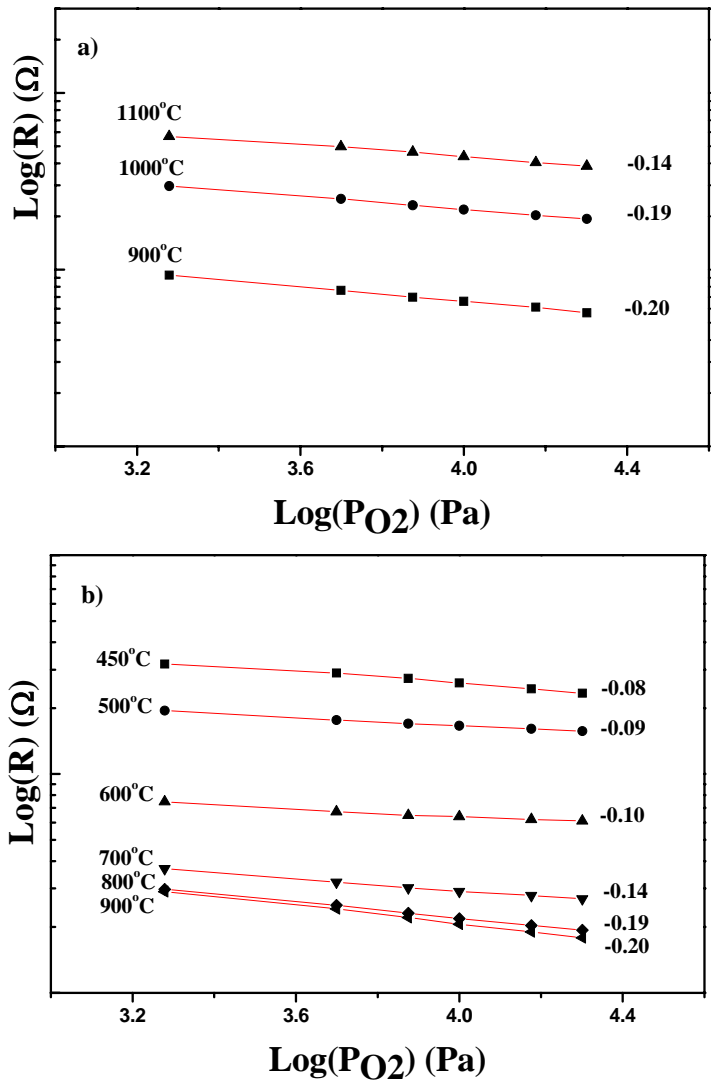 a)
Log(R) (Ω)
1100°C
1000°C
900°C
-0.14
-0.19
-0.20
3.2 3.6 4.0 4.4
Log(PO2) (Pa)
b)
Log(R) (Ω)
450°C
500°C
600°C
700°C
800°C
900°C
-0.08
-0.09
-0.10
-0.14
-0.19
-0.20
3.2 3.6 4.0 4.4
Log(PO2) (Pa)